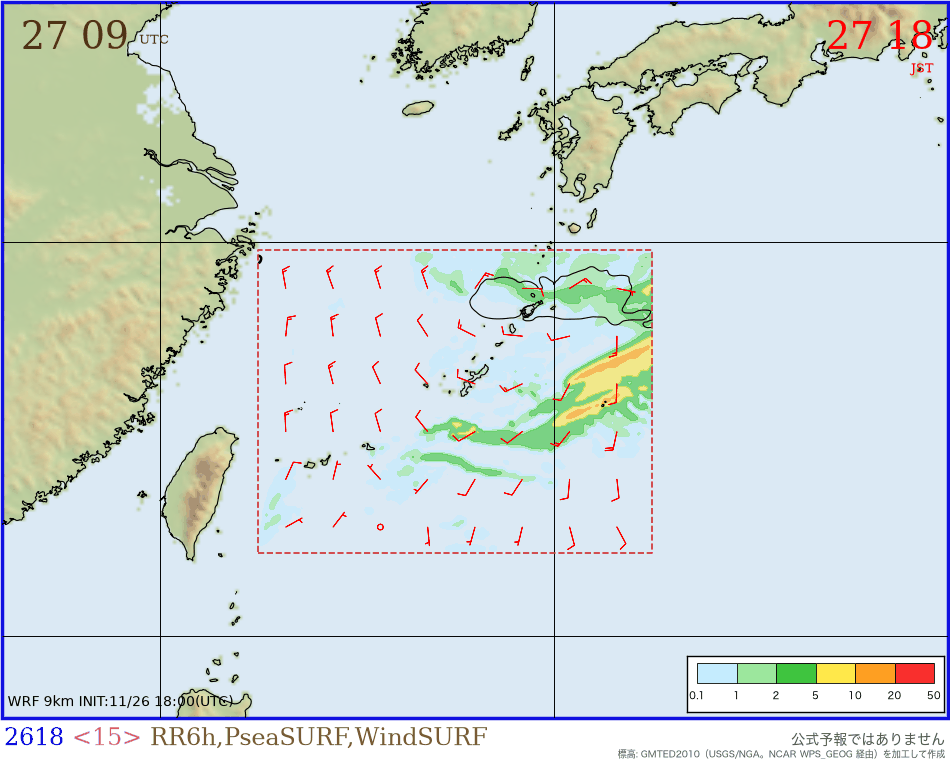 27 09 UTC
27 18
JST
0.1 1 2 5 10 20 50
WRF 9km INIT:11/26 18:00(UTC)
2618 <15> RR6h,PseaSURF,WindSURF
公式予報ではありません
標高: GMTED2010（USGS/NGA。NCAR WPS_GEOG 経由）を加工して作成